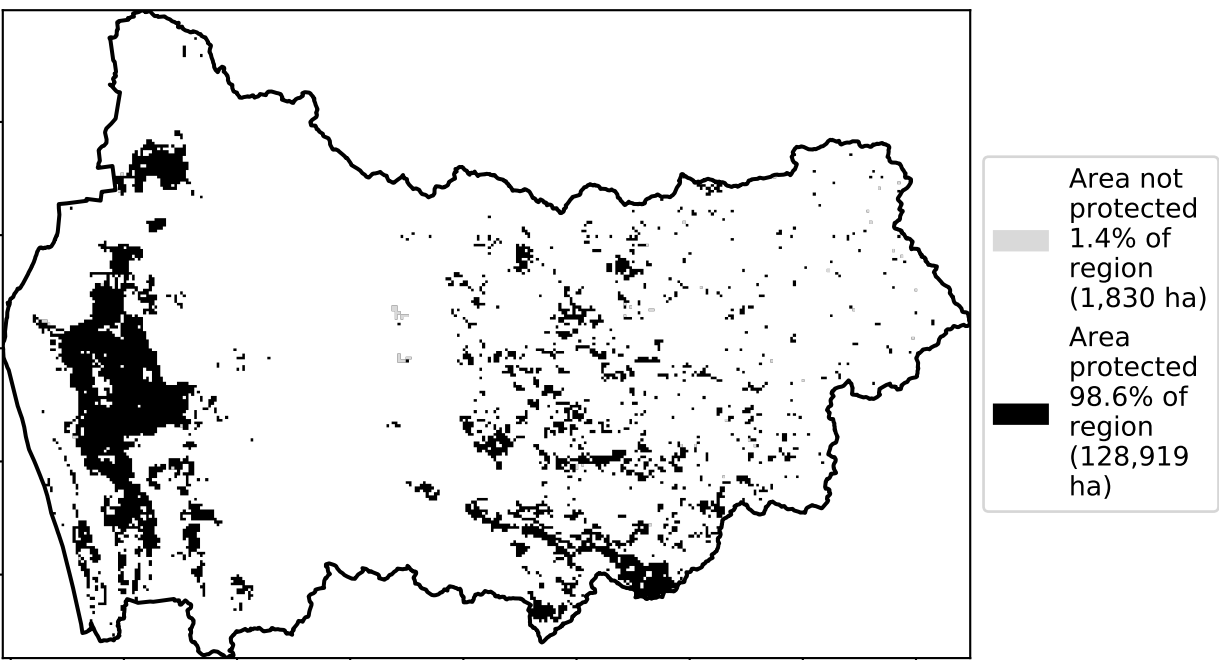 Area not
protected
1.4% of
region
(1,830 ha)
Area
protected
98.6% of
region
(128,919
ha)